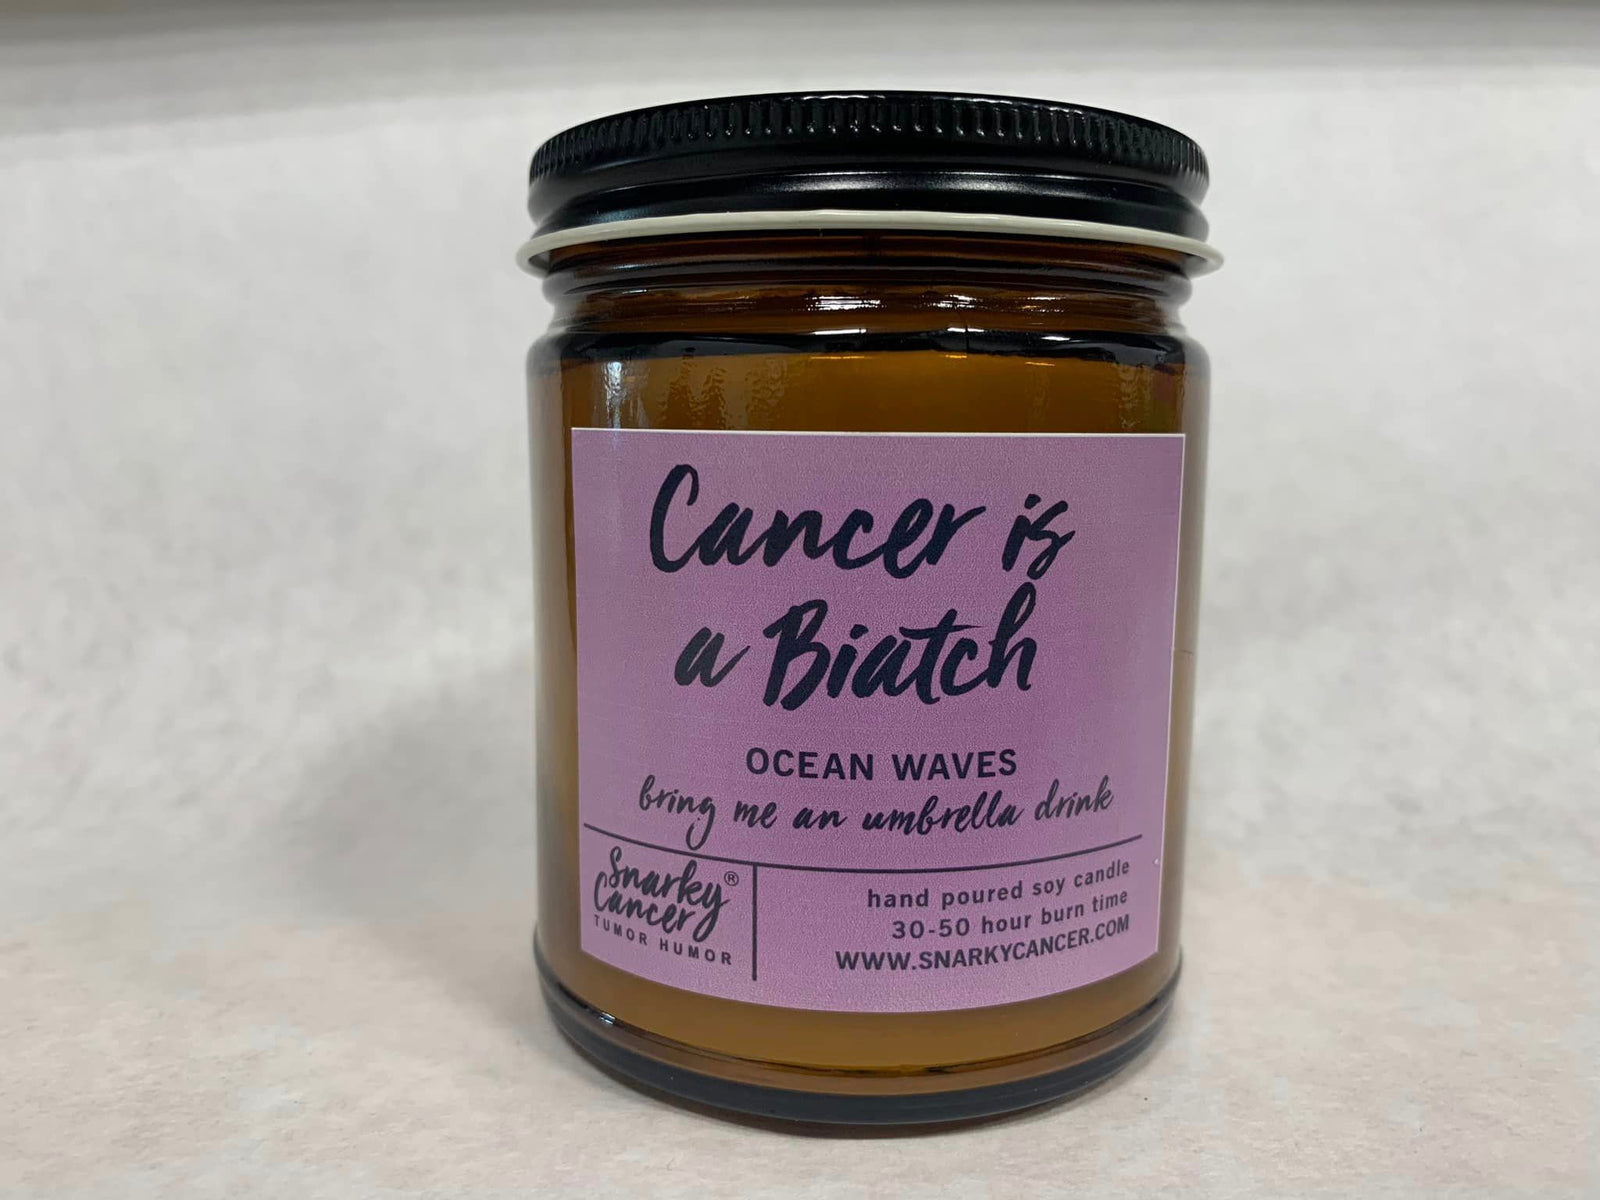 Cancer is
a Biatch
OCEAN WAVES
bring me an umbrella drink
Snarky®
Cancer
TUMOR HUMOR
hand poured soy candle
30-50 hour burn time
WWW.SNARKYCANCER.COM